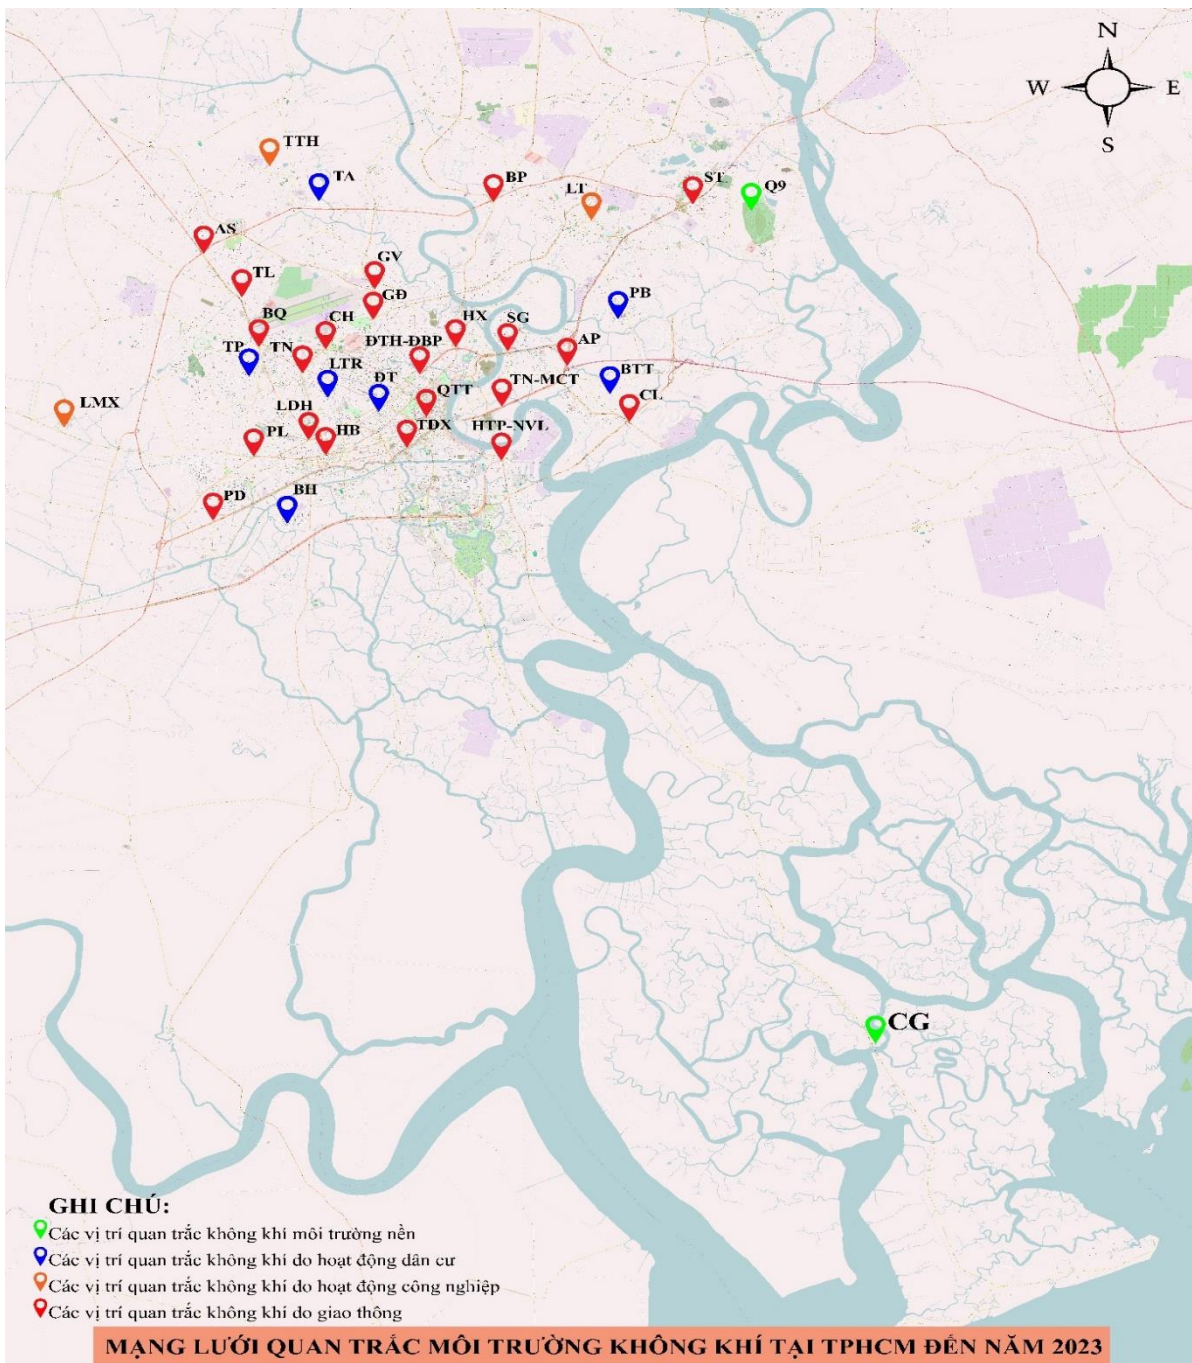 N
W E
S
TTH
TA
BP
LT
ST
Q9
AS
TL
GV
GĐ
PB
BQ
CH
HX
SG
TP
TN
ĐTH-ĐBP
AP
LTR
ĐT
TN-MCT
BTT
LMX
LDH
QTT
CL
PL
HB
TDX
HTP-NVL
PD
BH
CG
GHI CHÚ:
Các vị trí quan trắc không khí môi trường nền
Các vị trí quan trắc không khí do hoạt động dân cư
Các vị trí quan trắc không khí do hoạt động công nghiệp
Các vị trí quan trắc không khí do giao thông
MẠNG LƯỚI QUAN TRẮC MÔI TRƯỜNG KHÔNG KHÍ TẠI TPHCM ĐẾN NĂM 2023